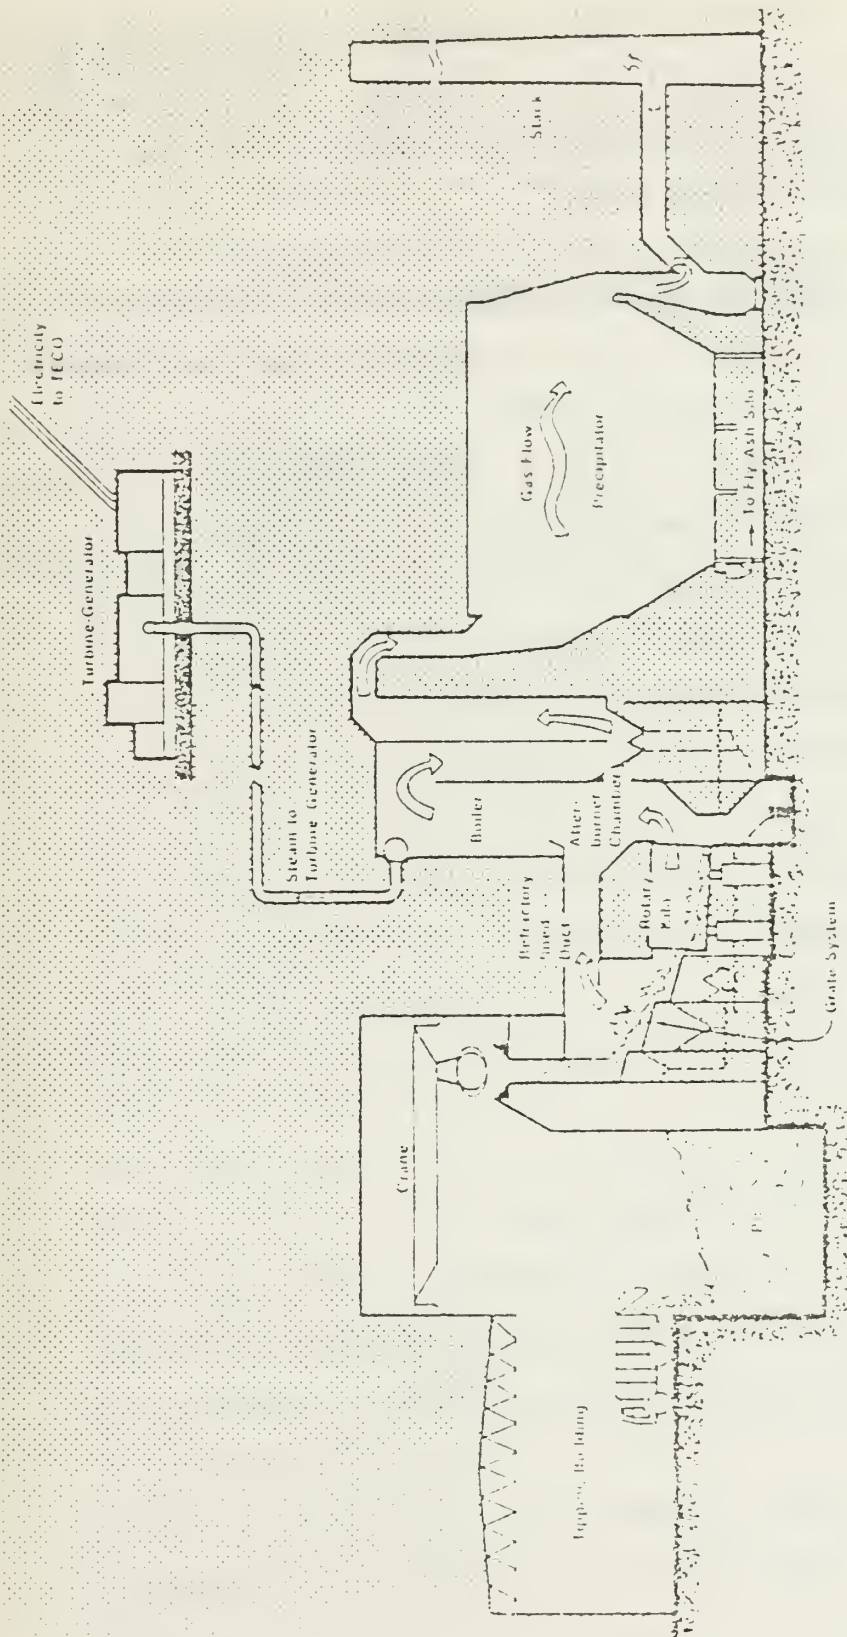 Electricity
to TECO
Turbine-Generator
Steam to
Turbine Generator
Stack
Gas Flow
Precipitator
To Fly Ash Silo
Boiler
After-
burner
Chamber
Refractory
lined
Duct
Rotary
Kiln
Grate System
Crane
Tipping Building